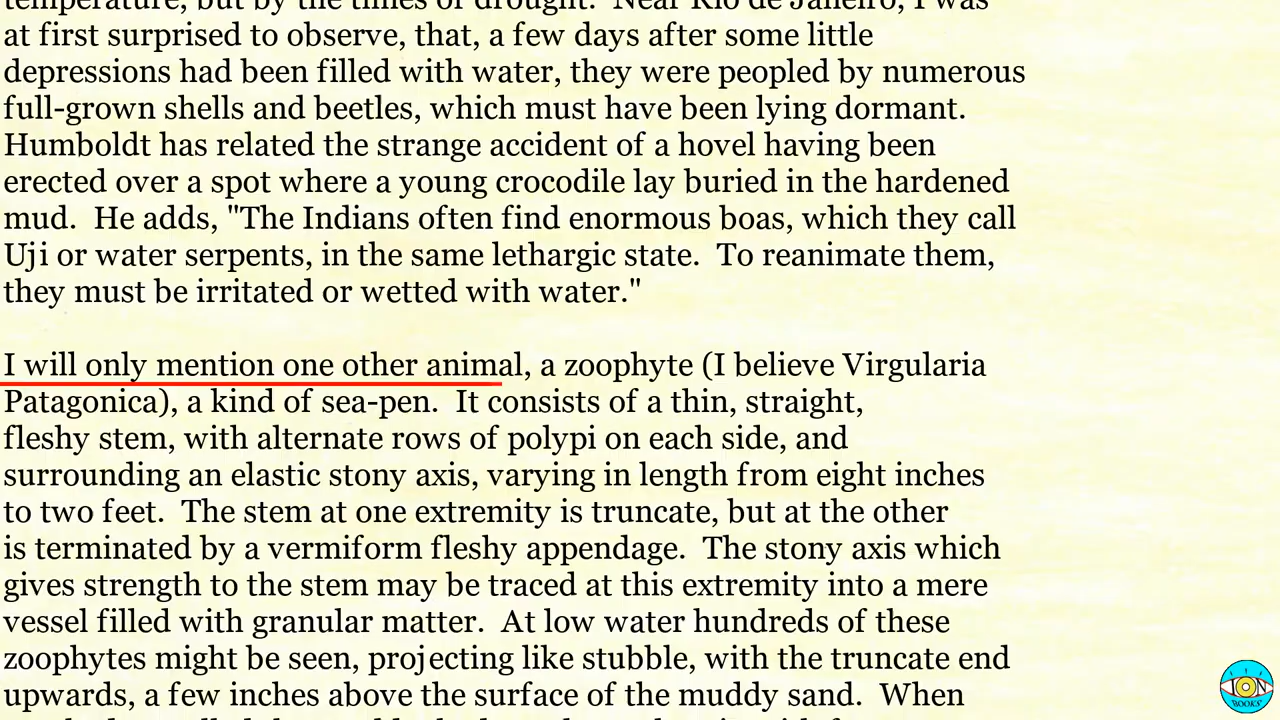 temperature, but by the times of drought.  Near Rio de Janeiro, I was
at first surprised to observe, that, a few days after some little
depressions had been filled with water, they were peopled by numerous
full-grown shells and beetles, which must have been lying dormant.
Humboldt has related the strange accident of a hovel having been
erected over a spot where a young crocodile lay buried in the hardened
mud.  He adds, "The Indians often find enormous boas, which they call
Uji or water serpents, in the same lethargic state.  To reanimate them,
they must be irritated or wetted with water."
I will only mention one other animal, a zoophyte (I believe Virgularia
Patagonica), a kind of sea-pen.  It consists of a thin, straight,
fleshy stem, with alternate rows of polypi on each side, and
surrounding an elastic stony axis, varying in length from eight inches
to two feet.  The stem at one extremity is truncate, but at the other
is terminated by a vermiform fleshy appendage.  The stony axis which
gives strength to the stem may be traced at this extremity into a mere
vessel filled with granular matter.  At low water hundreds of these
zoophytes might be seen, projecting like stubble, with the truncate end
upwards, a few inches above the surface of the muddy sand.  When
ION
BOOKS